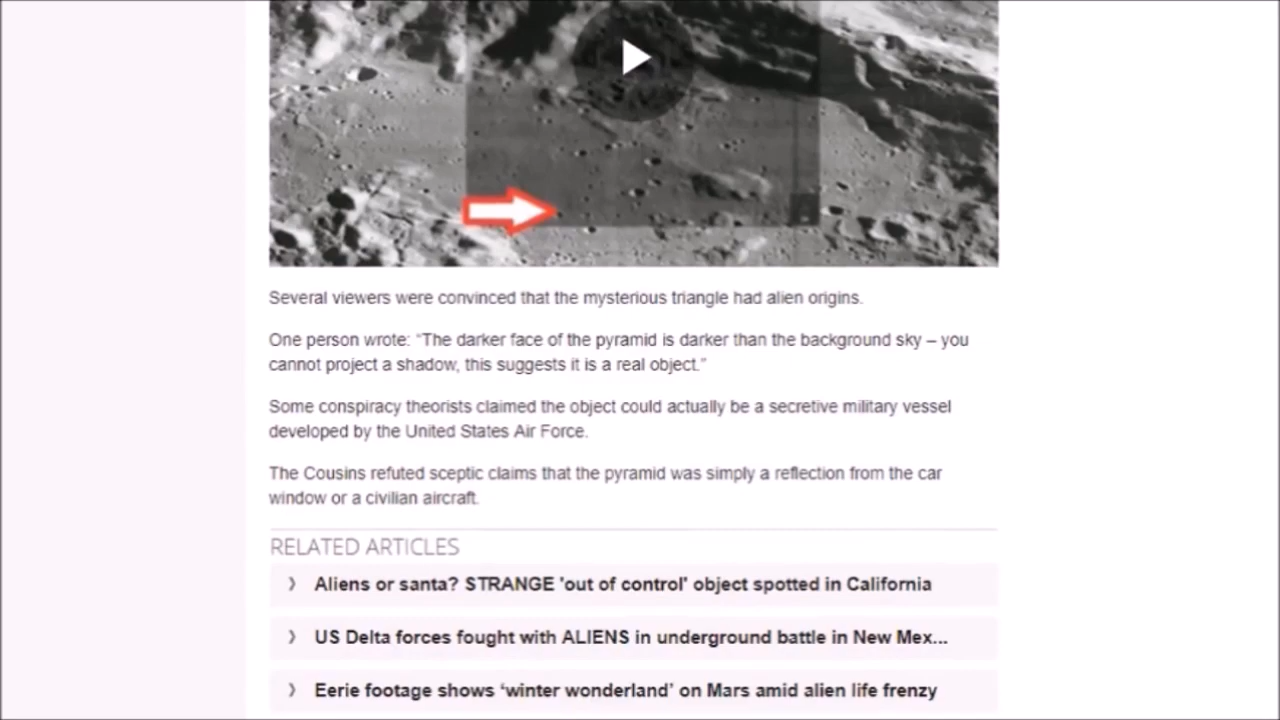 Several viewers were convinced that the mysterious triangle had alien origins.
One person wrote: “The darker face of the pyramid is darker than the background sky – you
cannot project a shadow, this suggests it is a real object.”
Some conspiracy theorists claimed the object could actually be a secretive military vessel
developed by the United States Air Force.
The Cousins refuted sceptic claims that the pyramid was simply a reflection from the car
window or a civilian aircraft.
RELATED ARTICLES
Aliens or santa? STRANGE 'out of control' object spotted in California
US Delta forces fought with ALIENS in underground battle in New Mex...
Eerie footage shows ‘winter wonderland’ on Mars amid alien life frenzy